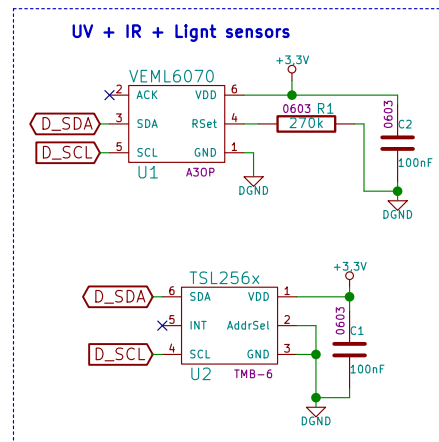 UV + IR + Lignt sensors
+3.3V
VEML6070
2 ACK VDD 6
0603 R1
0603
D_SDA 3 SDA RSet 4 270k C2
D_SCL 5 SCL GND 1
100nF
U1 A3OP
DGND
DGND
+3.3V
TSL256x
D_SDA 6 SDA VDD 1
0603
5 INT AddrSel 2 C1
D_SCL 4 SCL GND 3
100nF
U2 TMB-6
DGND